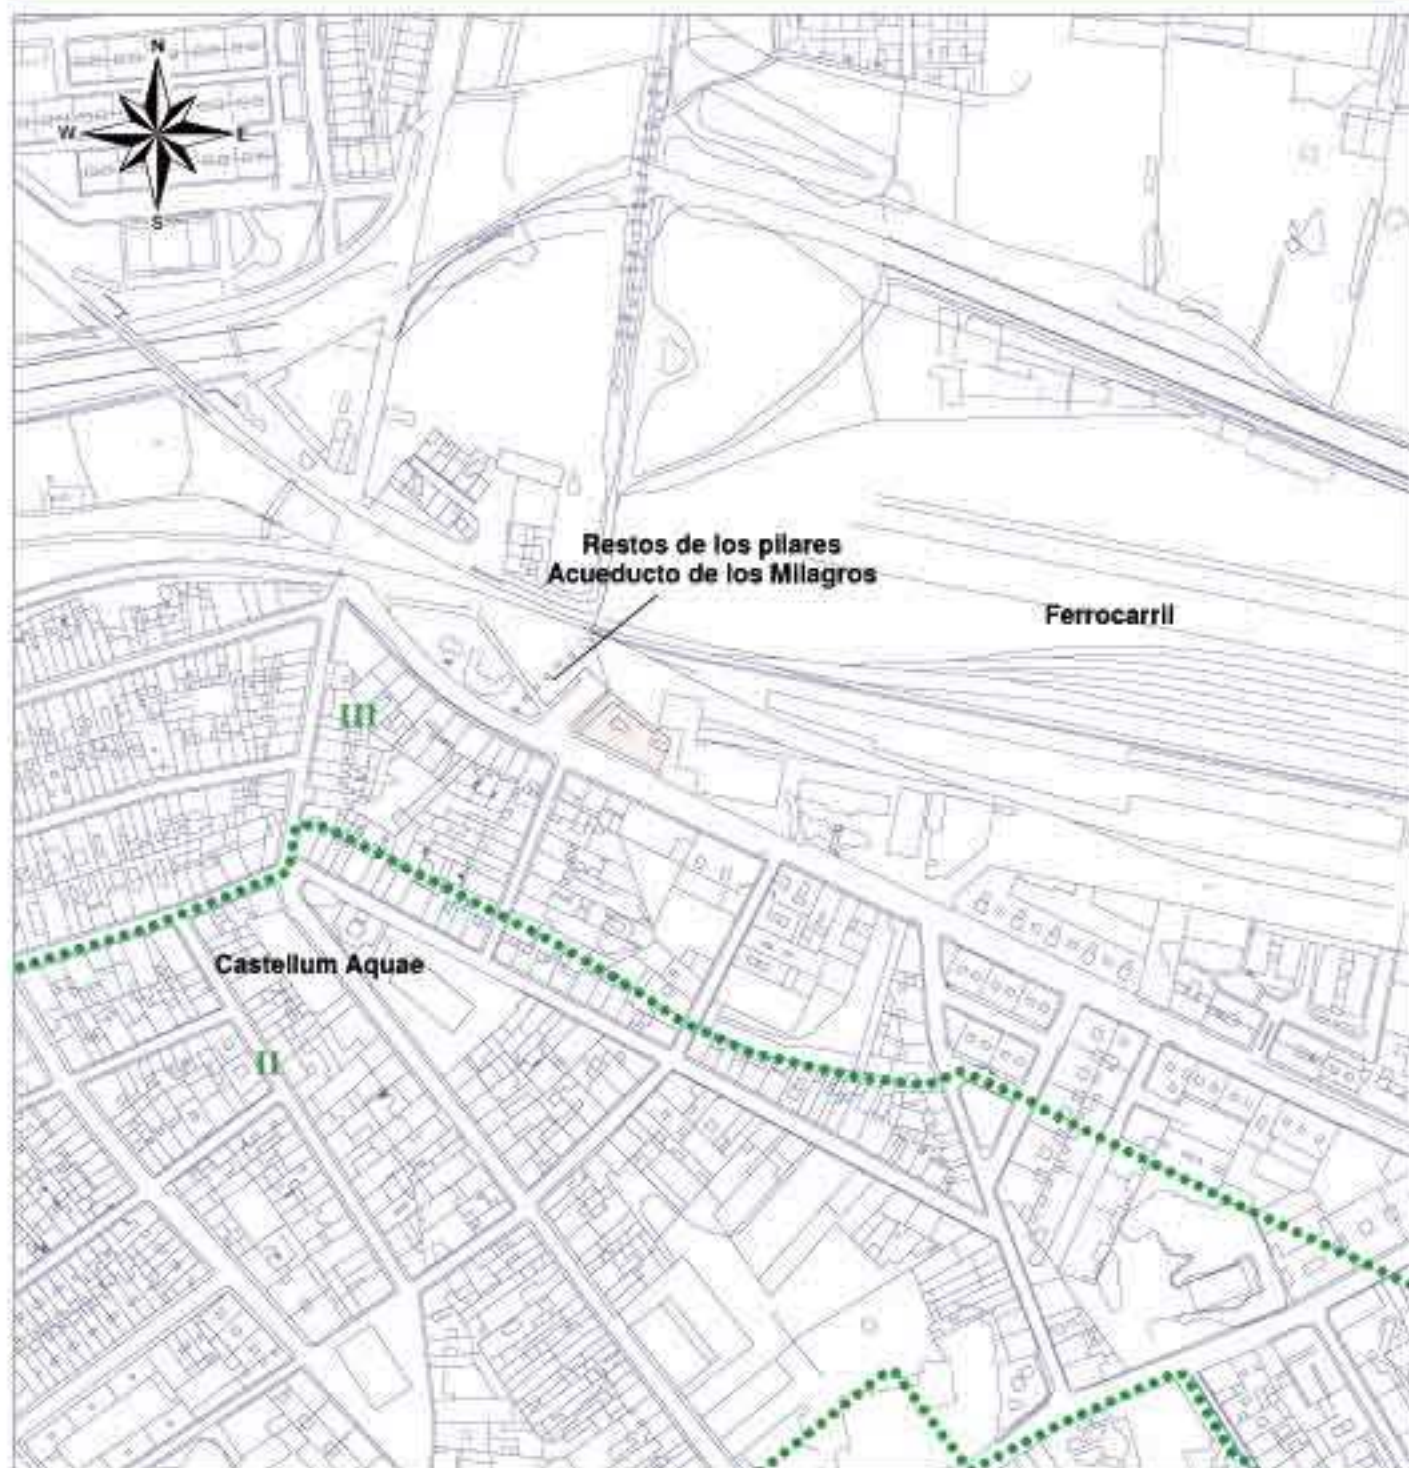 N
W E
S
Restos de los pilares
Acueducto de los Milagros
Ferrocarril
III
Castellum Aquae
II